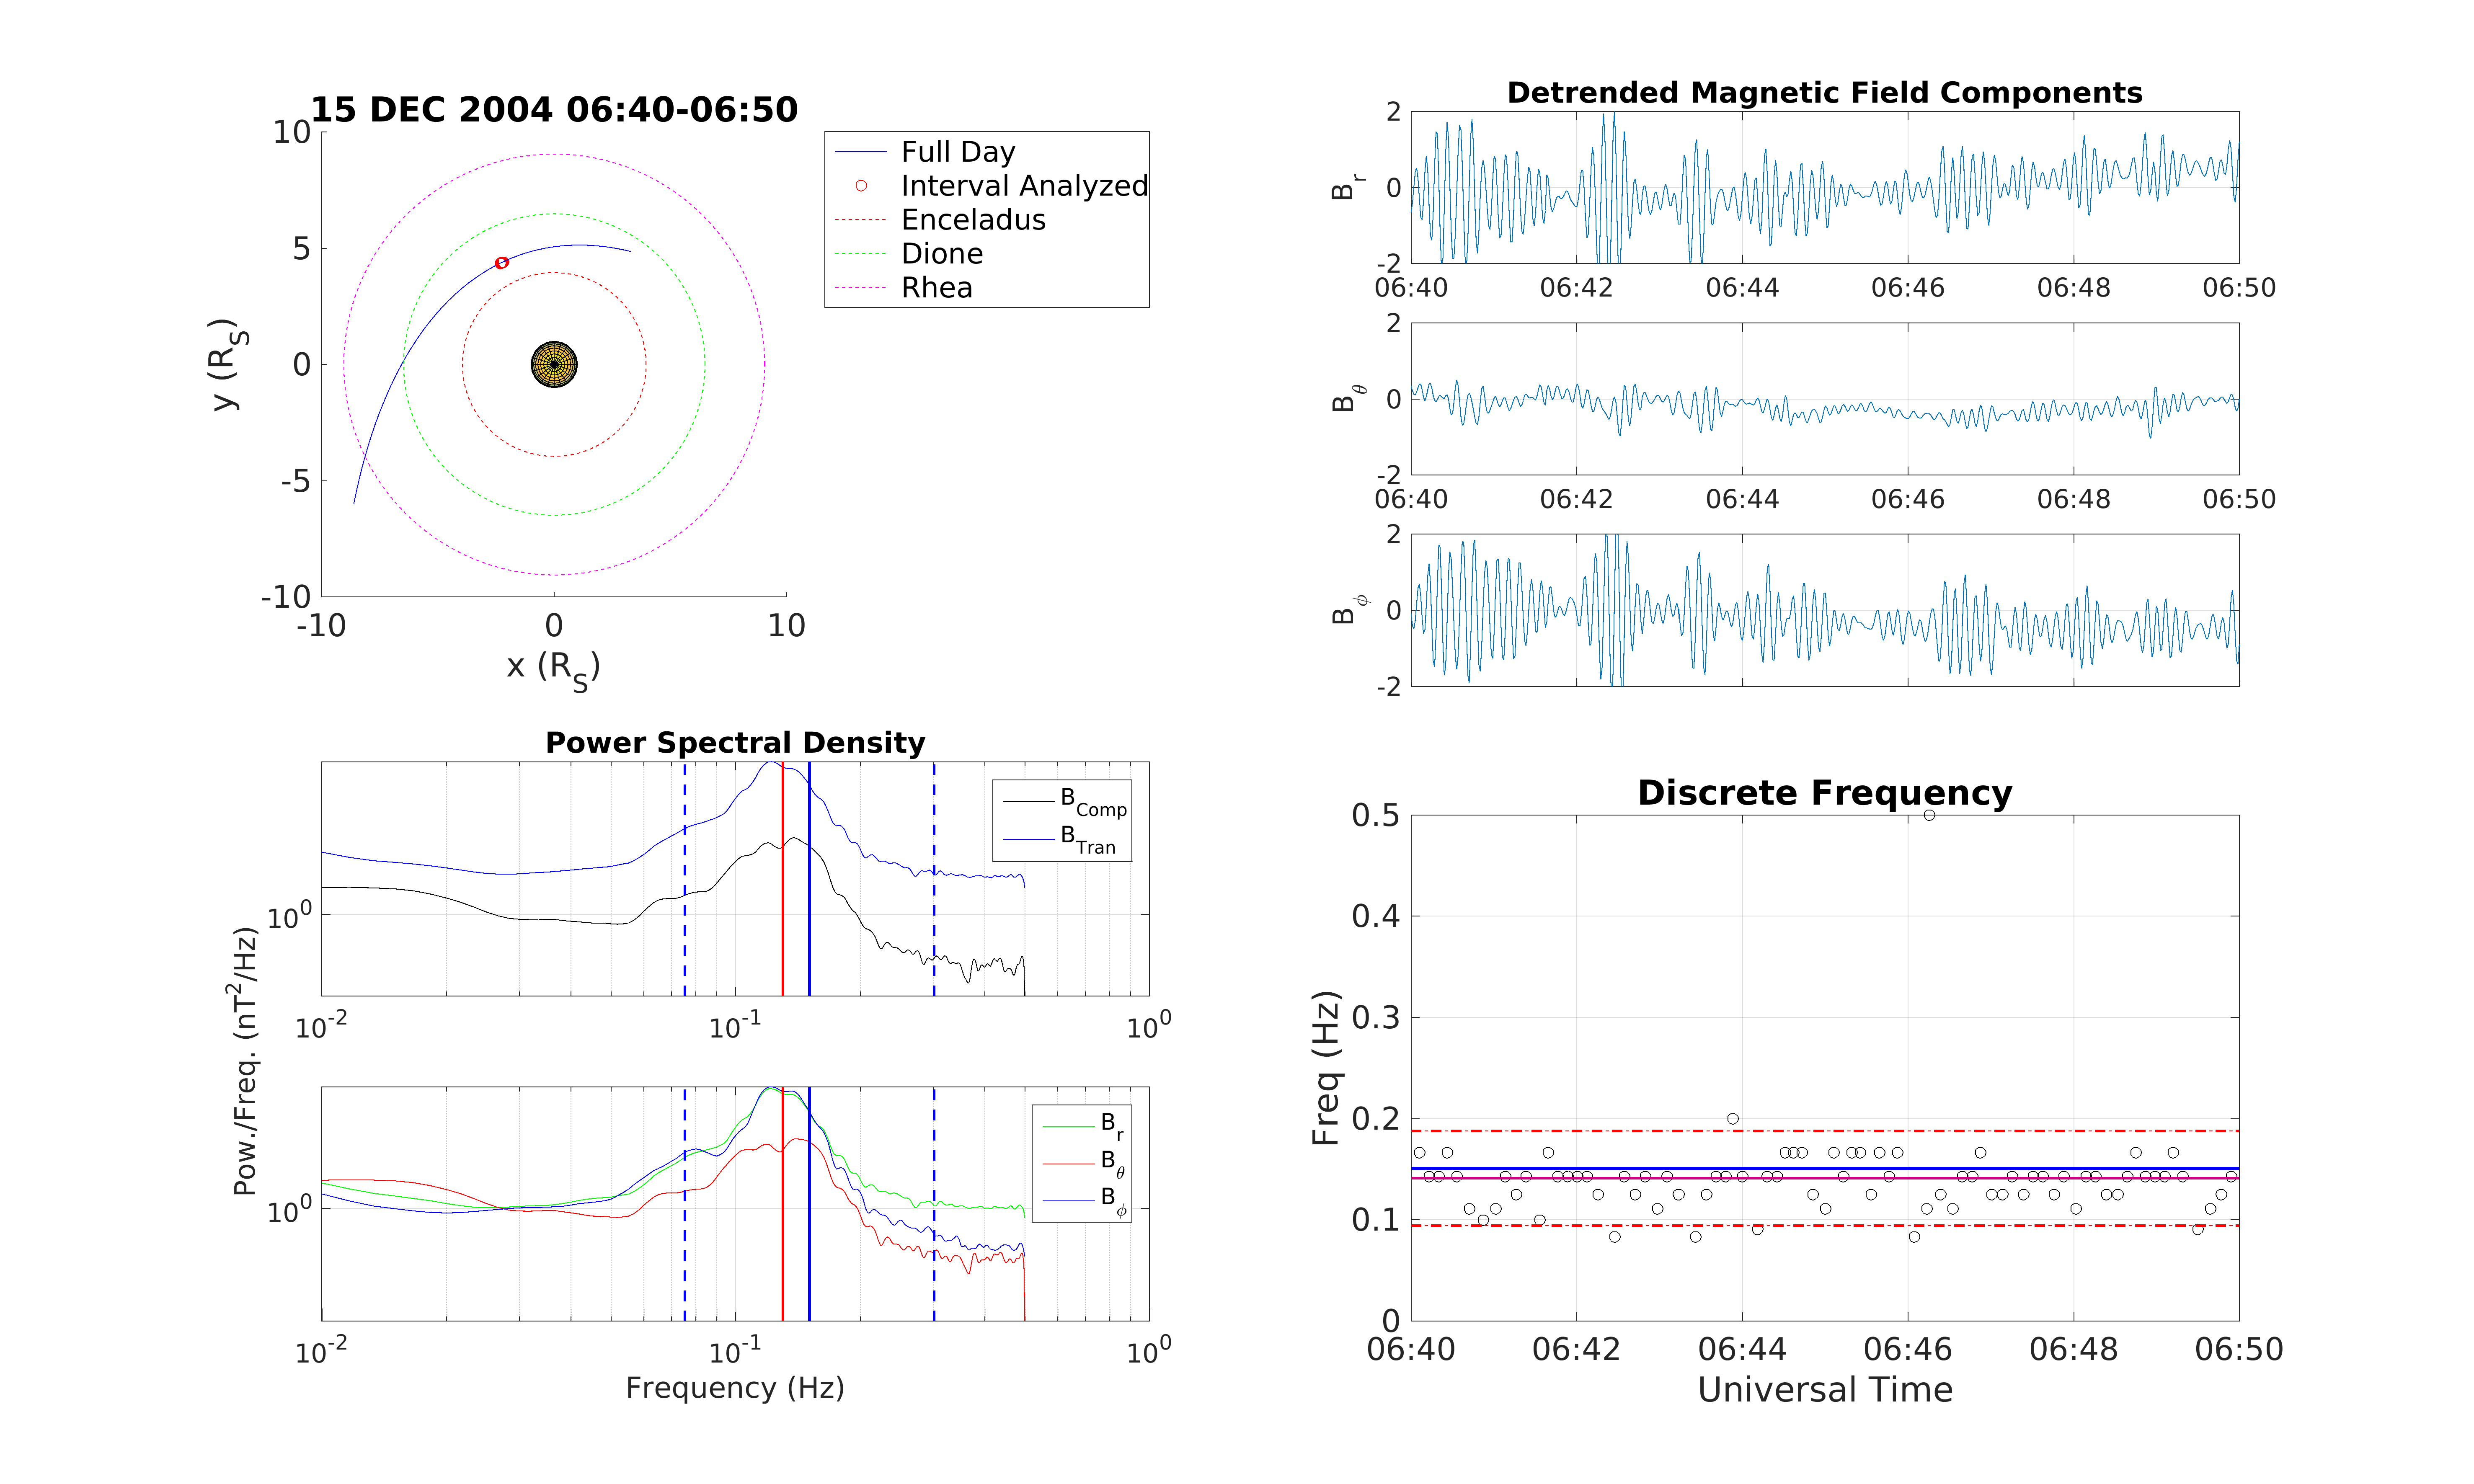 15 DEC 2004 06:40-06:50
10
5
0
-5
-10
-10 0 10
y (R_S)
x (R_S)
Full Day
Interval Analyzed
Enceladus
Dione
Rhea
Detrended Magnetic Field Components
2
0
-2
B_r
06:40 06:42 06:44 06:46 06:48 06:50
2
0
-2
B_θ
06:40 06:42 06:44 06:46 06:48 06:50
2
0
-2
B_ϕ
Power Spectral Density
10^0
B_Comp
B_Tran
10^-2 10^-1 10^0
Pow./Freq. (nT^2/Hz)
10^0
B_r
B_θ
B_ϕ
10^-2 10^-1 10^0
Frequency (Hz)
Discrete Frequency
0.5
0.4
0.3
0.2
0.1
0
Freq (Hz)
06:40 06:42 06:44 06:46 06:48 06:50
Universal Time